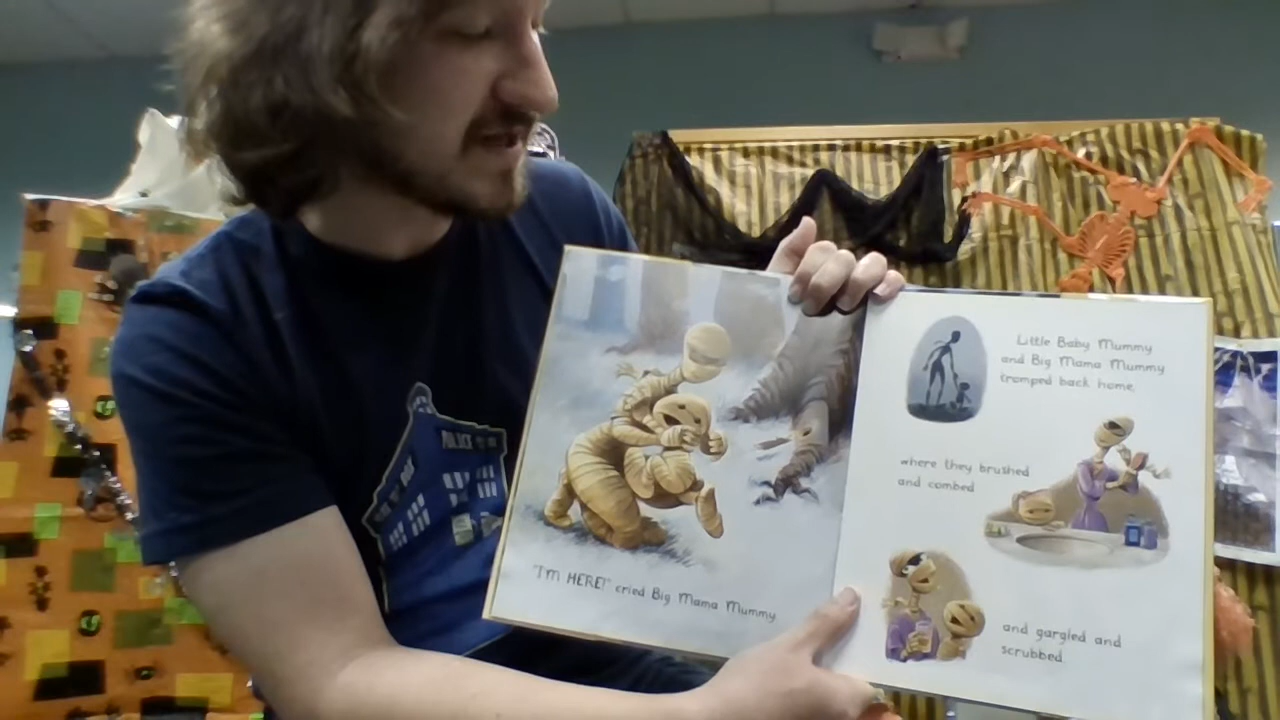 POLICE
"I'M HERE!" cried Big Mama Mummy.
Little Baby Mummy
and Big Mama Mummy
tromped back home,
where they brushed
and combed
and gargled and
scrubbed.